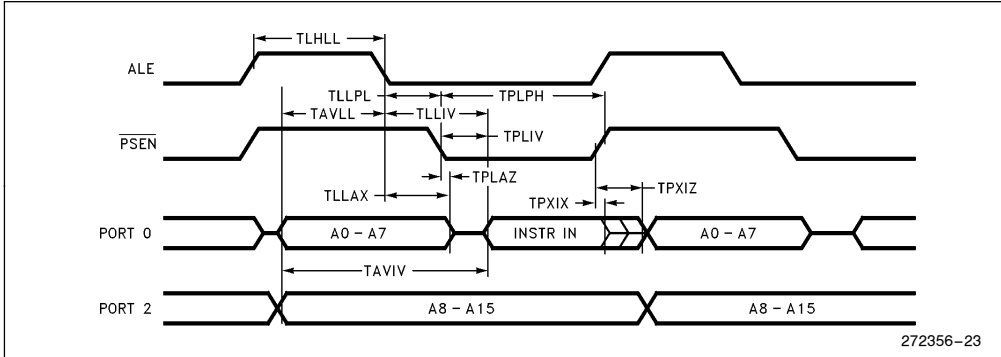 TLHLL
ALE
TLLPL
TPLPH
TAVLL
TLLIV
PSEN
TPLIV
TPLAZ
TLLAX
TPXIZ
TPXIX
PORT 0
A0 – A7
INSTR IN
A0 – A7
TAVIV
PORT 2
A8 – A15
A8 – A15
272356–23